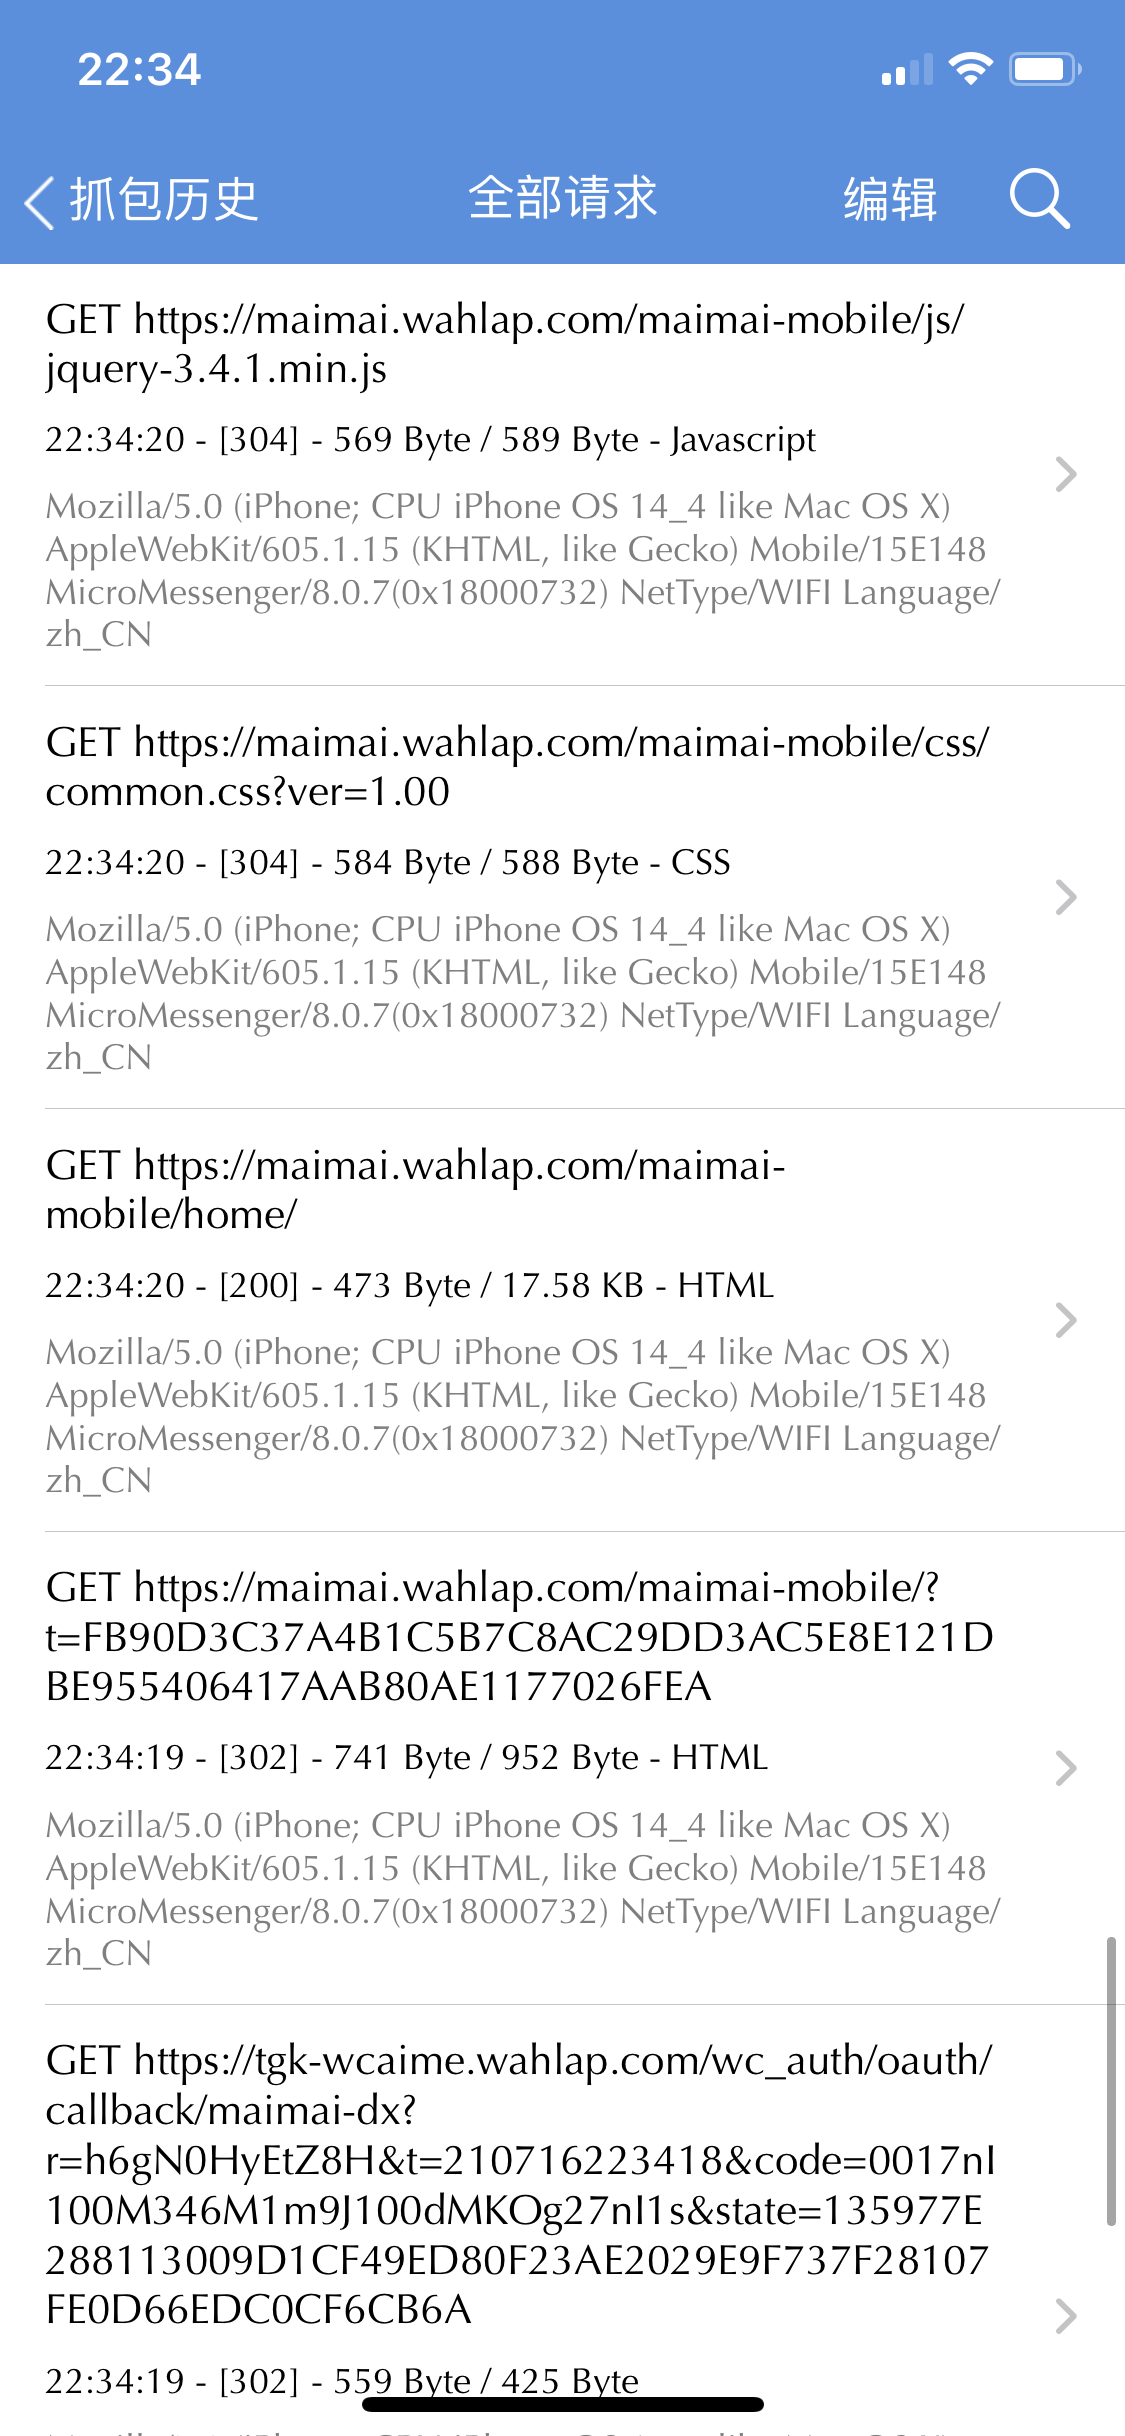 22:34
抓包历史
全部请求
编辑
GET https://maimai.wahlap.com/maimai-mobile/js/
jquery-3.4.1.min.js
22:34:20 - [304] - 569 Byte / 589 Byte - Javascript
Mozilla/5.0 (iPhone; CPU iPhone OS 14_4 like Mac OS X)
AppleWebKit/605.1.15 (KHTML, like Gecko) Mobile/15E148
MicroMessenger/8.0.7(0x18000732) NetType/WIFI Language/
zh_CN
GET https://maimai.wahlap.com/maimai-mobile/css/
common.css?ver=1.00
22:34:20 - [304] - 584 Byte / 588 Byte - CSS
Mozilla/5.0 (iPhone; CPU iPhone OS 14_4 like Mac OS X)
AppleWebKit/605.1.15 (KHTML, like Gecko) Mobile/15E148
MicroMessenger/8.0.7(0x18000732) NetType/WIFI Language/
zh_CN
GET https://maimai.wahlap.com/maimai-
mobile/home/
22:34:20 - [200] - 473 Byte / 17.58 KB - HTML
Mozilla/5.0 (iPhone; CPU iPhone OS 14_4 like Mac OS X)
AppleWebKit/605.1.15 (KHTML, like Gecko) Mobile/15E148
MicroMessenger/8.0.7(0x18000732) NetType/WIFI Language/
zh_CN
GET https://maimai.wahlap.com/maimai-mobile/?
t=FB90D3C37A4B1C5B7C8AC29DD3AC5E8E121D
BE955406417AAB80AE1177026FEA
22:34:19 - [302] - 741 Byte / 952 Byte - HTML
Mozilla/5.0 (iPhone; CPU iPhone OS 14_4 like Mac OS X)
AppleWebKit/605.1.15 (KHTML, like Gecko) Mobile/15E148
MicroMessenger/8.0.7(0x18000732) NetType/WIFI Language/
zh_CN
GET https://tgk-wcaime.wahlap.com/wc_auth/oauth/
callback/maimai-dx?
r=h6gN0HyEtZ8H&t=210716223418&code=0017nI
100M346M1m9J100dMKOg27nI1s&state=135977E
288113009D1CF49ED80F23AE2029E9F737F28107
FE0D66EDC0CF6CB6A
22:34:19 - [302] - 559 Byte / 425 Byte